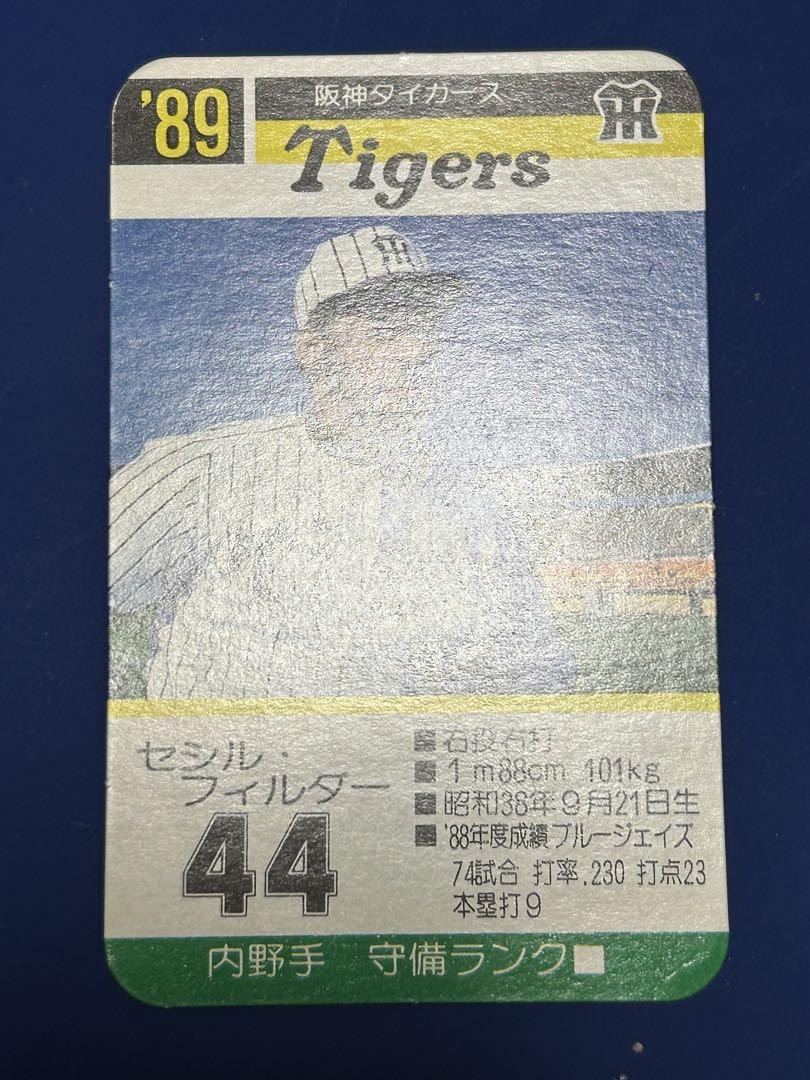 '89
阪神タイガース
Tigers
セシル・
フィルダー
44
■右投右打
■1m88cm 101kg
■昭和38年9月21日生
■'88年度成績ブルージェイズ
74試合 打率.230 打点23
本塁打9
内野手 守備ランク■